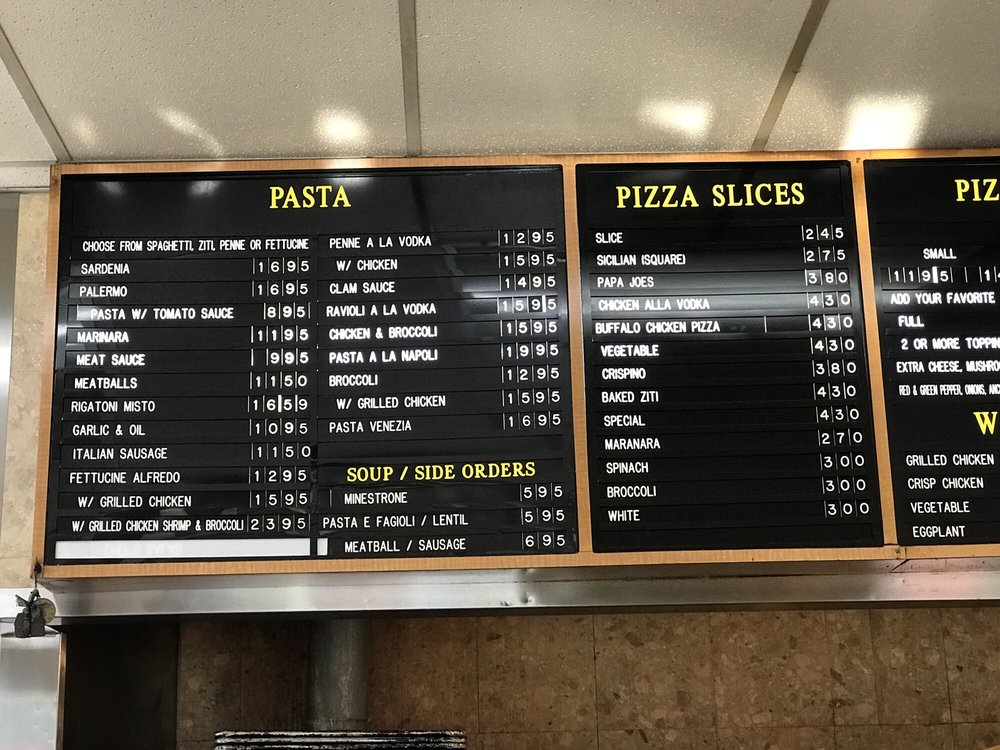 PASTA
CHOOSE FROM SPAGHETTI, ZITI, PENNE OR FETTUCINE
SARDENIA 1695
PALERMO 1695
PASTA W/ TOMATO SAUCE 895
MARINARA 1195
MEAT SAUCE 995
MEATBALLS 1150
RIGATONI MISTO 1659
GARLIC & OIL 1095
ITALIAN SAUSAGE 1150
FETTUCINE ALFREDO 1295
W/ GRILLED CHICKEN 1595
W/ GRILLED CHICKEN SHRIMP & BROCCOLI 2395
PENNE A LA VODKA 1295
W/ CHICKEN 1595
CLAM SAUCE 1495
RAVIOLI A LA VODKA 1595
CHICKEN & BROCCOLI 1595
PASTA A LA NAPOLI 1995
BROCCOLI 1295
W/ GRILLED CHICKEN 1595
PASTA VENEZIA 1695
SOUP / SIDE ORDERS
MINESTRONE 595
PASTA E FAGIOLI / LENTIL 595
MEATBALL / SAUSAGE 695
PIZZA SLICES
SLICE 245
SICILIAN (SQUARE) 275
PAPA JOES 380
CHICKEN ALLA VODKA 430
BUFFALO CHICKEN PIZZA 430
VEGETABLE 430
CRISPINO 380
BAKED ZITI 430
SPECIAL 430
MARANARA 270
SPINACH 300
BROCCOLI 300
WHITE 300
PIZ
SMALL
1195 1
ADD YOUR FAVORITE
FULL
2 OR MORE TOPPIN
EXTRA CHEESE, MUSHRO
RED & GREEN PEPPER, ONIONS, ANC
W
GRILLED CHICKEN
CRISP CHICKEN
VEGETABLE
EGGPLANT